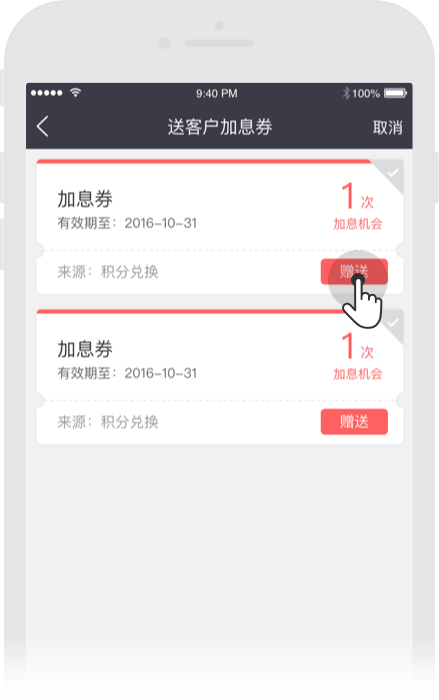 9:40 PM
100%
送客户加息券
取消
加息券
1次
有效期至：2016-10-31
加息机会
来源：积分兑换
赠送
加息券
1次
有效期至：2016-10-31
加息机会
来源：积分兑换
赠送